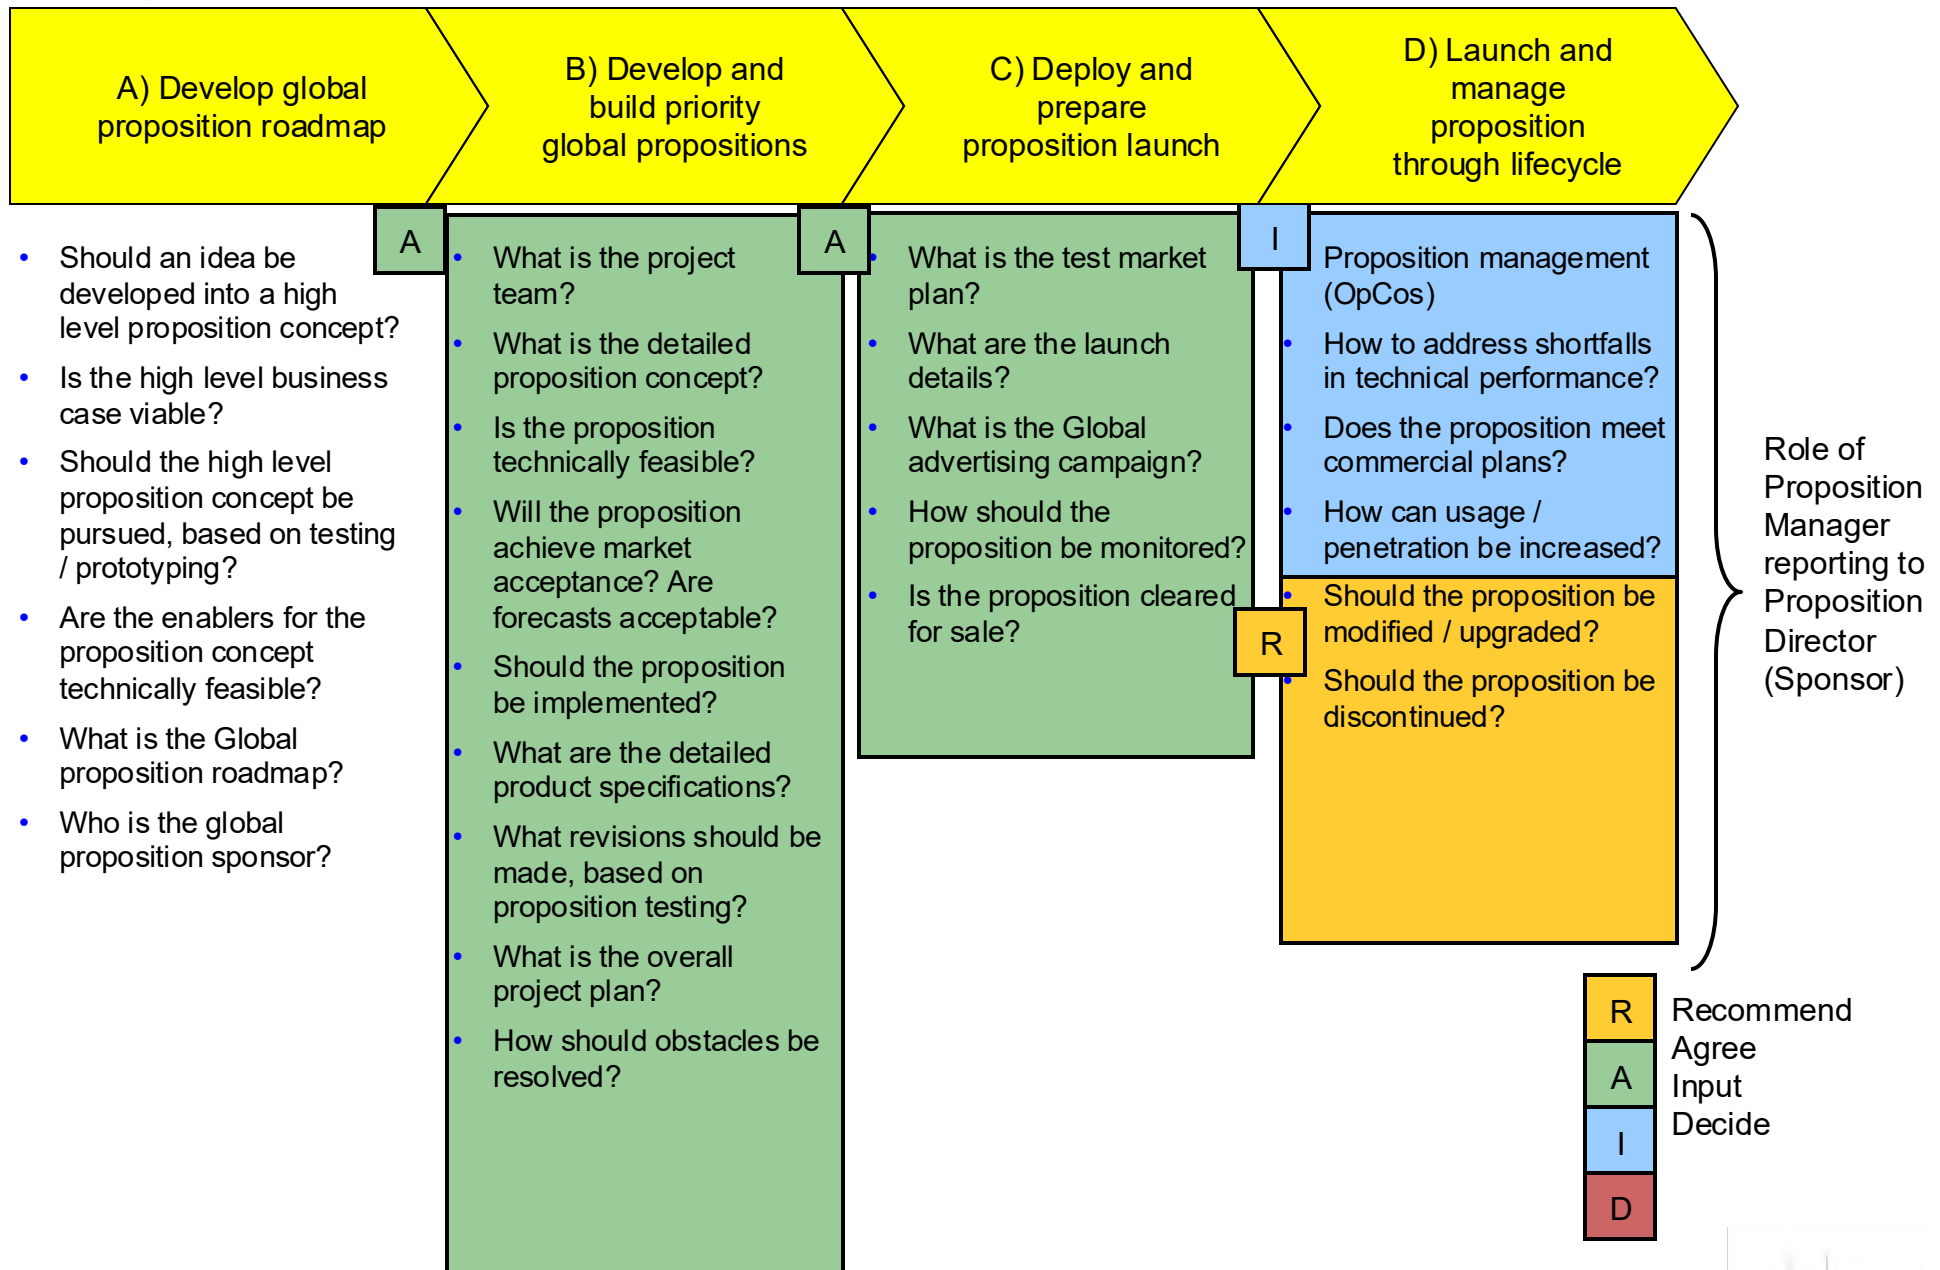 A) Develop global
proposition roadmap
B) Develop and
build priority
global propositions
C) Deploy and
prepare
proposition launch
D) Launch and
manage
proposition
through lifecycle
A
• Should an idea be
developed into a high
level proposition concept?
• Is the high level business
case viable?
• Should the high level
proposition concept be
pursued, based on testing
/ prototyping?
• Are the enablers for the
proposition concept
technically feasible?
• What is the Global
proposition roadmap?
• Who is the global
proposition sponsor?
A
• What is the project
team?
• What is the detailed
proposition concept?
• Is the proposition
technically feasible?
• Will the proposition
achieve market
acceptance? Are
forecasts acceptable?
• Should the proposition
be implemented?
• What are the detailed
product specifications?
• What revisions should be
made, based on
proposition testing?
• What is the overall
project plan?
• How should obstacles be
resolved?
I
• What is the test market
plan?
• What are the launch
details?
• What is the Global
advertising campaign?
• How should the
proposition be monitored?
• Is the proposition cleared
for sale?
R
Proposition management
(OpCos)
• How to address shortfalls
in technical performance?
• Does the proposition meet
commercial plans?
• How can usage /
penetration be increased?
• Should the proposition be
modified / upgraded?
• Should the proposition be
discontinued?
Role of
Proposition
Manager
reporting to
Proposition
Director
(Sponsor)
R
A
I
D
Recommend
Agree
Input
Decide